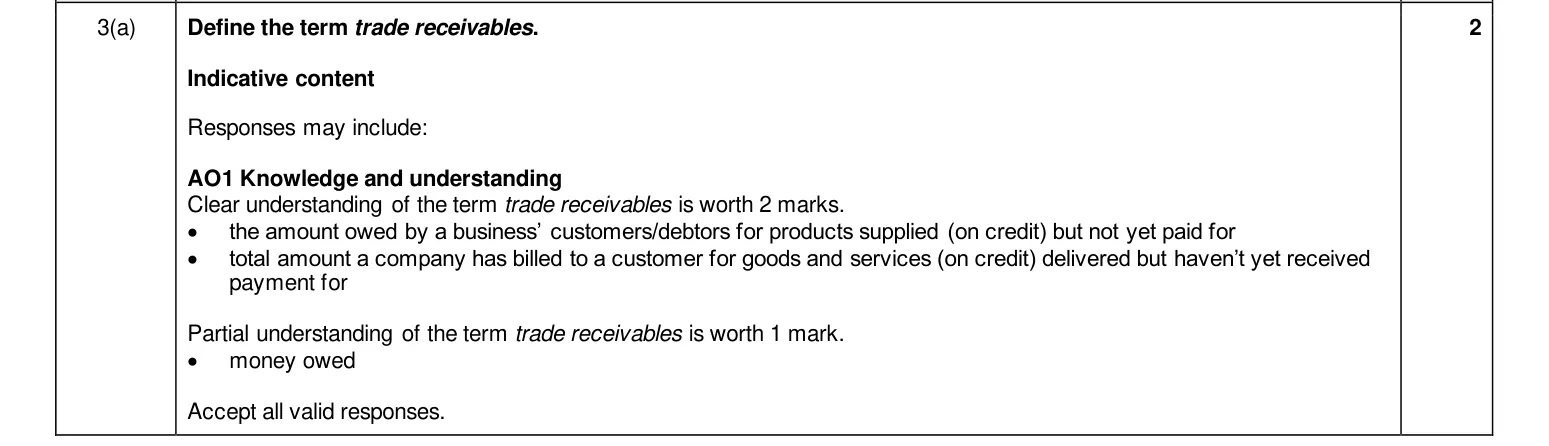 3(a) Define the term trade receivables. 2
Indicative content
Responses may include:
AO1 Knowledge and understanding
Clear understanding of the term trade receivables is worth 2 marks.
• the amount owed by a business’ customers/debtors for products supplied (on credit) but not yet paid for
• total amount a company has billed to a customer for goods and services (on credit) delivered but haven’t yet received
payment for
Partial understanding of the term trade receivables is worth 1 mark.
• money owed
Accept all valid responses.